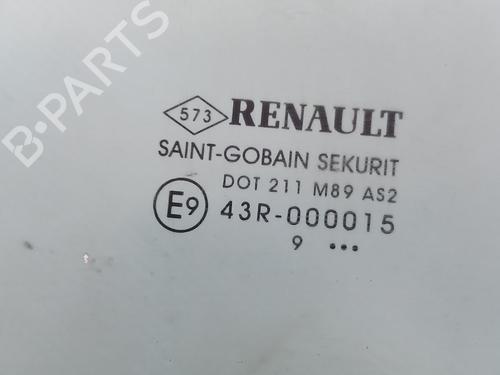 B-PARTS
573 RENAULT
SAINT-GOBAIN SEKURIT
DOT 211 M89 AS2
E9 43R-000015
9 •••